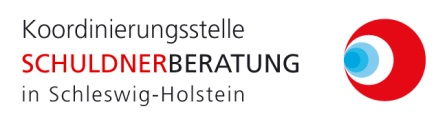 Koordinierungsstelle
SCHULDNERBERATUNG
in Schleswig-Holstein